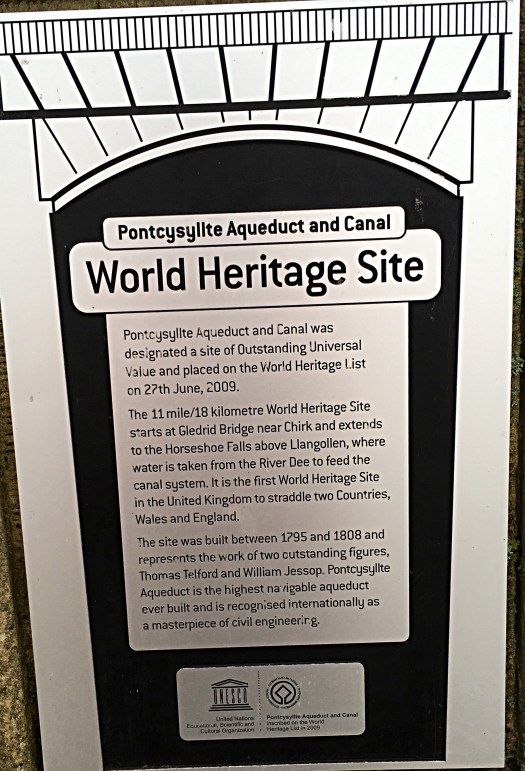 Pontcysyllte Aqueduct and Canal
World Heritage Site
Pontcysyllte Aqueduct and Canal was
designated a site of Outstanding Universal
Value and placed on the World Heritage List
on 27th June, 2009.
The 11 mile/18 kilometre World Heritage Site
starts at Gledrid Bridge near Chirk and extends
to the Horseshoe Falls above Llangollen, where
water is taken from the River Dee to feed the
canal system. It is the first World Heritage Site
in the United Kingdom to straddle two Countries,
Wales and England.
The site was built between 1795 and 1808 and
represents the work of two outstanding figures,
Thomas Telford and William Jessop. Pontcysyllte
Aqueduct is the highest navigable aqueduct
ever built and is recognised internationally as
a masterpiece of civil engineering.
UNESCO
United Nations
Educational, Scientific and
Cultural Organization
Pontcysyllte Aqueduct and Canal
inscribed on the World
Heritage List in 2009